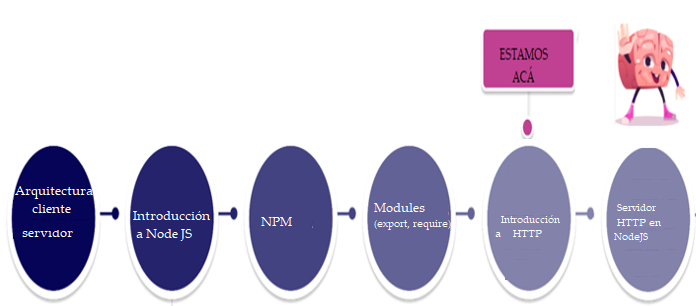 ESTAMOS
ACÁ
Arquitectura
cliente
servidor
Introducción
a Node JS
NPM
Modules
(export, require)
Introducción
a HTTP
Servidor
HTTP en
NodeJS